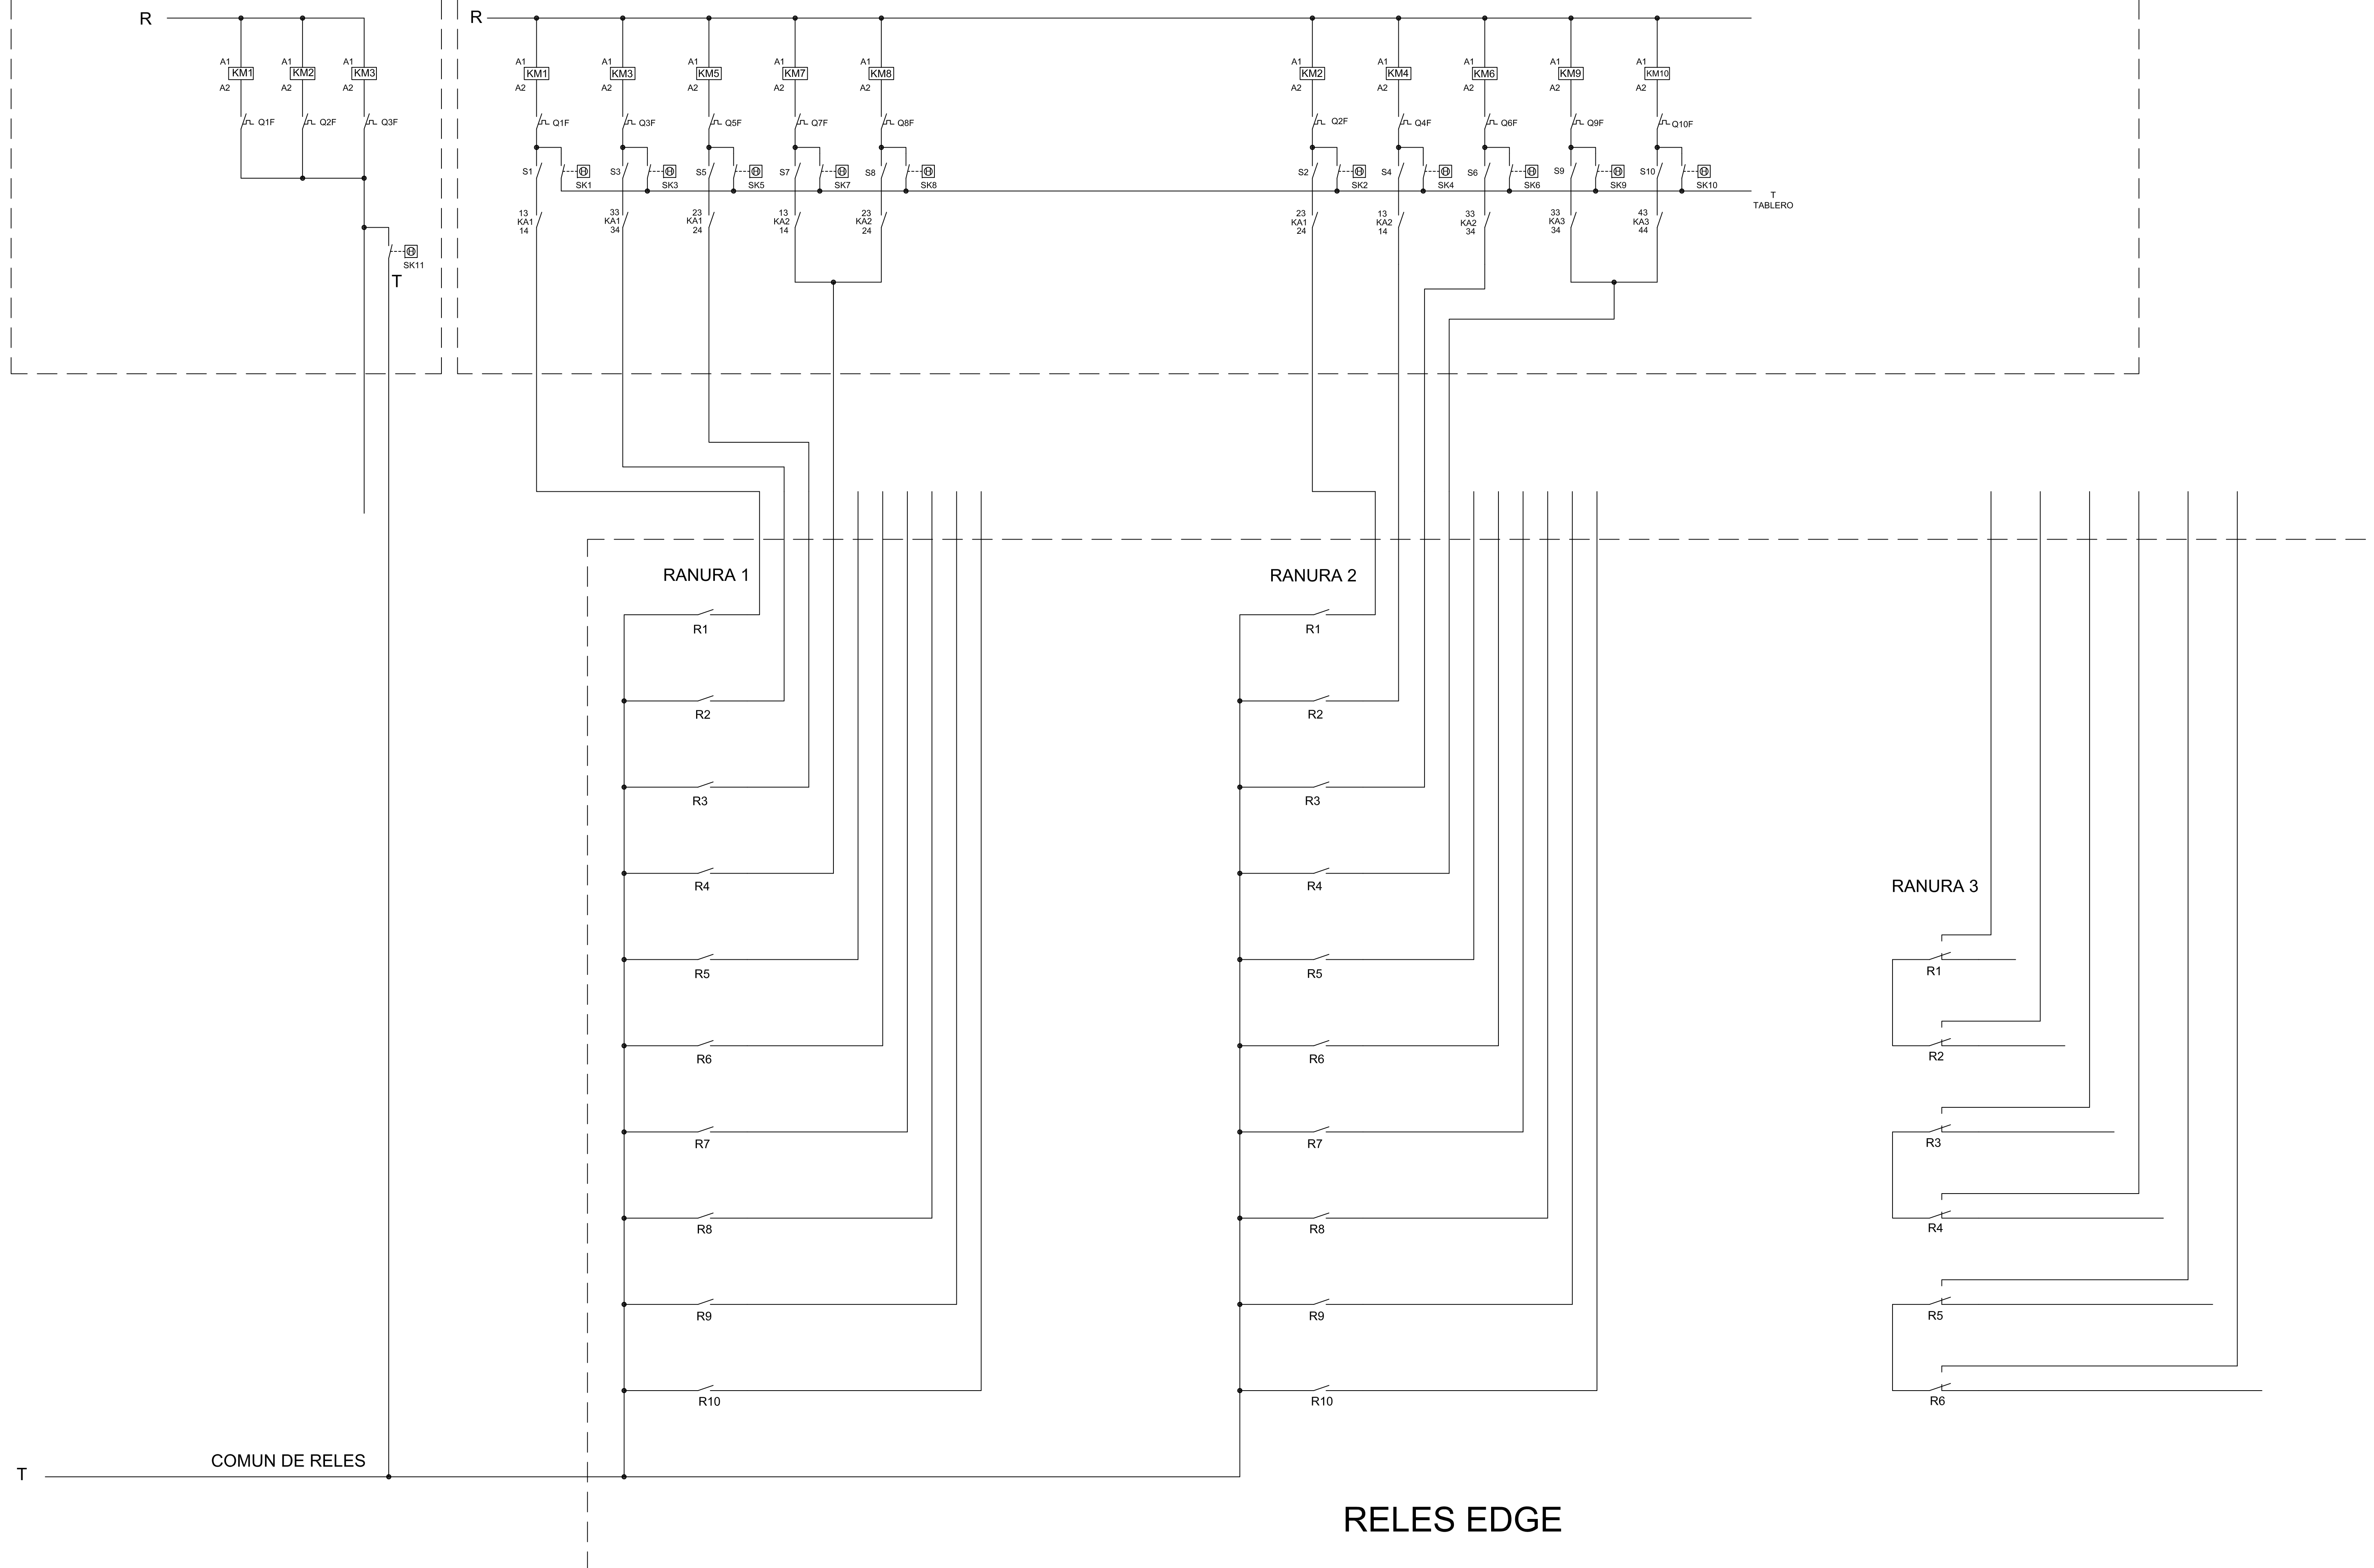 R
R
A1 A1 A1
KM1 KM2 KM3
A2 A2 A2
Q1F Q2F Q3F
SK11
T
A1 A1 A1 A1 A1 A1 A1 A1 A1 A1
KM1 KM3 KM5 KM7 KM8 KM2 KM4 KM6 KM9 KM10
A2 A2 A2 A2 A2 A2 A2 A2 A2 A2
Q1F Q3F Q5F Q7F Q8F Q2F Q4F Q6F Q9F Q10F
S1 S3 S5 S7 S8 S2 S4 S6 S9 S10
SK1 SK3 SK5 SK7 SK8 SK2 SK4 SK6 SK9 SK10
T
TABLERO
13 33 23 13 23 23 13 33 33 43
KA1 KA1 KA1 KA2 KA2 KA1 KA2 KA2 KA3 KA3
14 34 24 14 24 24 14 34 34 44
RANURA 1
R1
R2
R3
R4
R5
R6
R7
R8
R9
R10
RANURA 2
R1
R2
R3
R4
R5
R6
R7
R8
R9
R10
RANURA 3
R1
R2
R3
R4
R5
R6
COMUN DE RELES
T
RELES EDGE